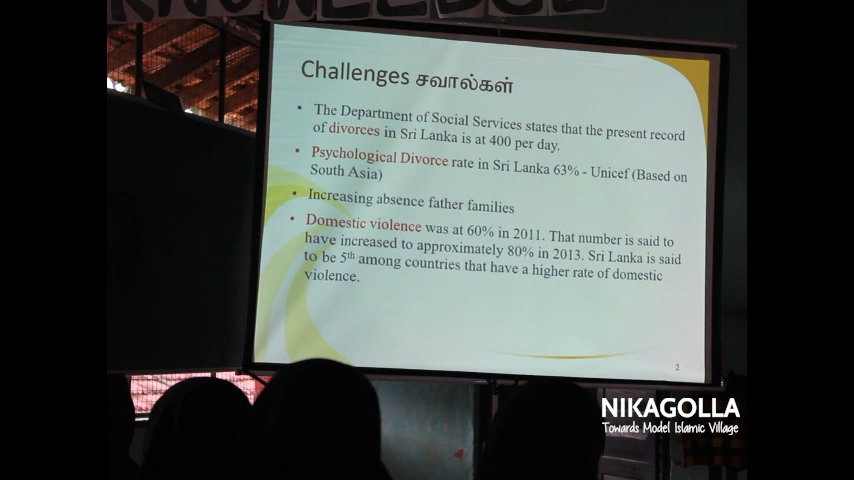 KNOWLEDGE
Challenges சவால்கள்
• The Department of Social Services states that the present record
of divorces in Sri Lanka is at 400 per day.
• Psychological Divorce rate in Sri Lanka 63% - Unicef (Based on
South Asia)
• Increasing absence father families
• Domestic violence was at 60% in 2011. That number is said to
have increased to approximately 80% in 2013. Sri Lanka is said
to be 5th among countries that have a higher rate of domestic
violence.
2
NIKAGOLLA
Towards Model Islamic Village